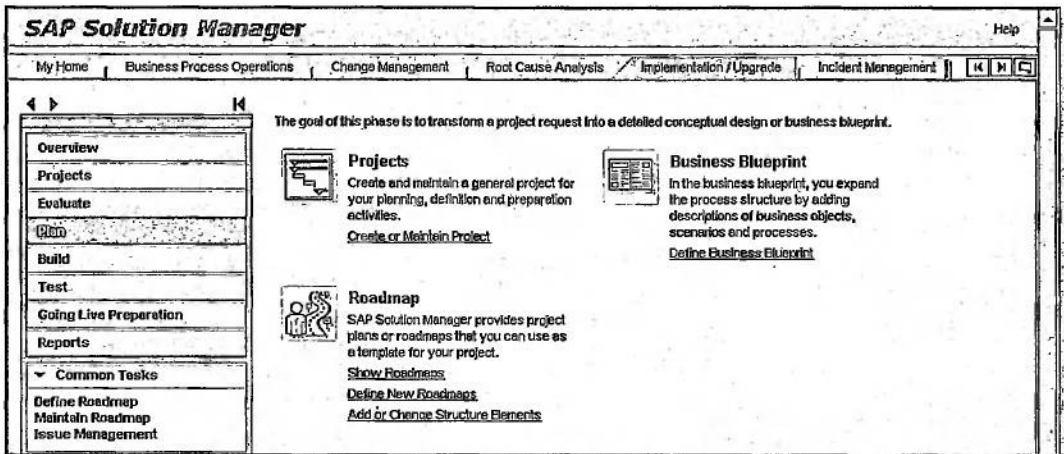 SAP Solution Manager
Help
My Home
Business Process Operations
Change Management
Root Cause Analysis
Implementation / Upgrade
Incident Management
Overview
Projects
Evaluate
Plan
Build
Test
Going Live Preparation
Reports
Common Tasks
Define Roadmap
Maintain Roadmap
Issue Management
The goal of this phase is to transform a project request into a detailed conceptual design or business blueprint.
Projects
Create and maintain a general project for
your planning, definition and preparation
activities.
Create or Maintain Project
Business Blueprint
In the business blueprint, you expand
the process structure by adding
descriptions of business objects,
scenarios and processes.
Define Business Blueprint
Roadmap
SAP Solution Manager provides project
plans or roadmaps that you can use as
a template for your project.
Show Roadmaps
Define New Roadmaps
Add or Change Structure Elements